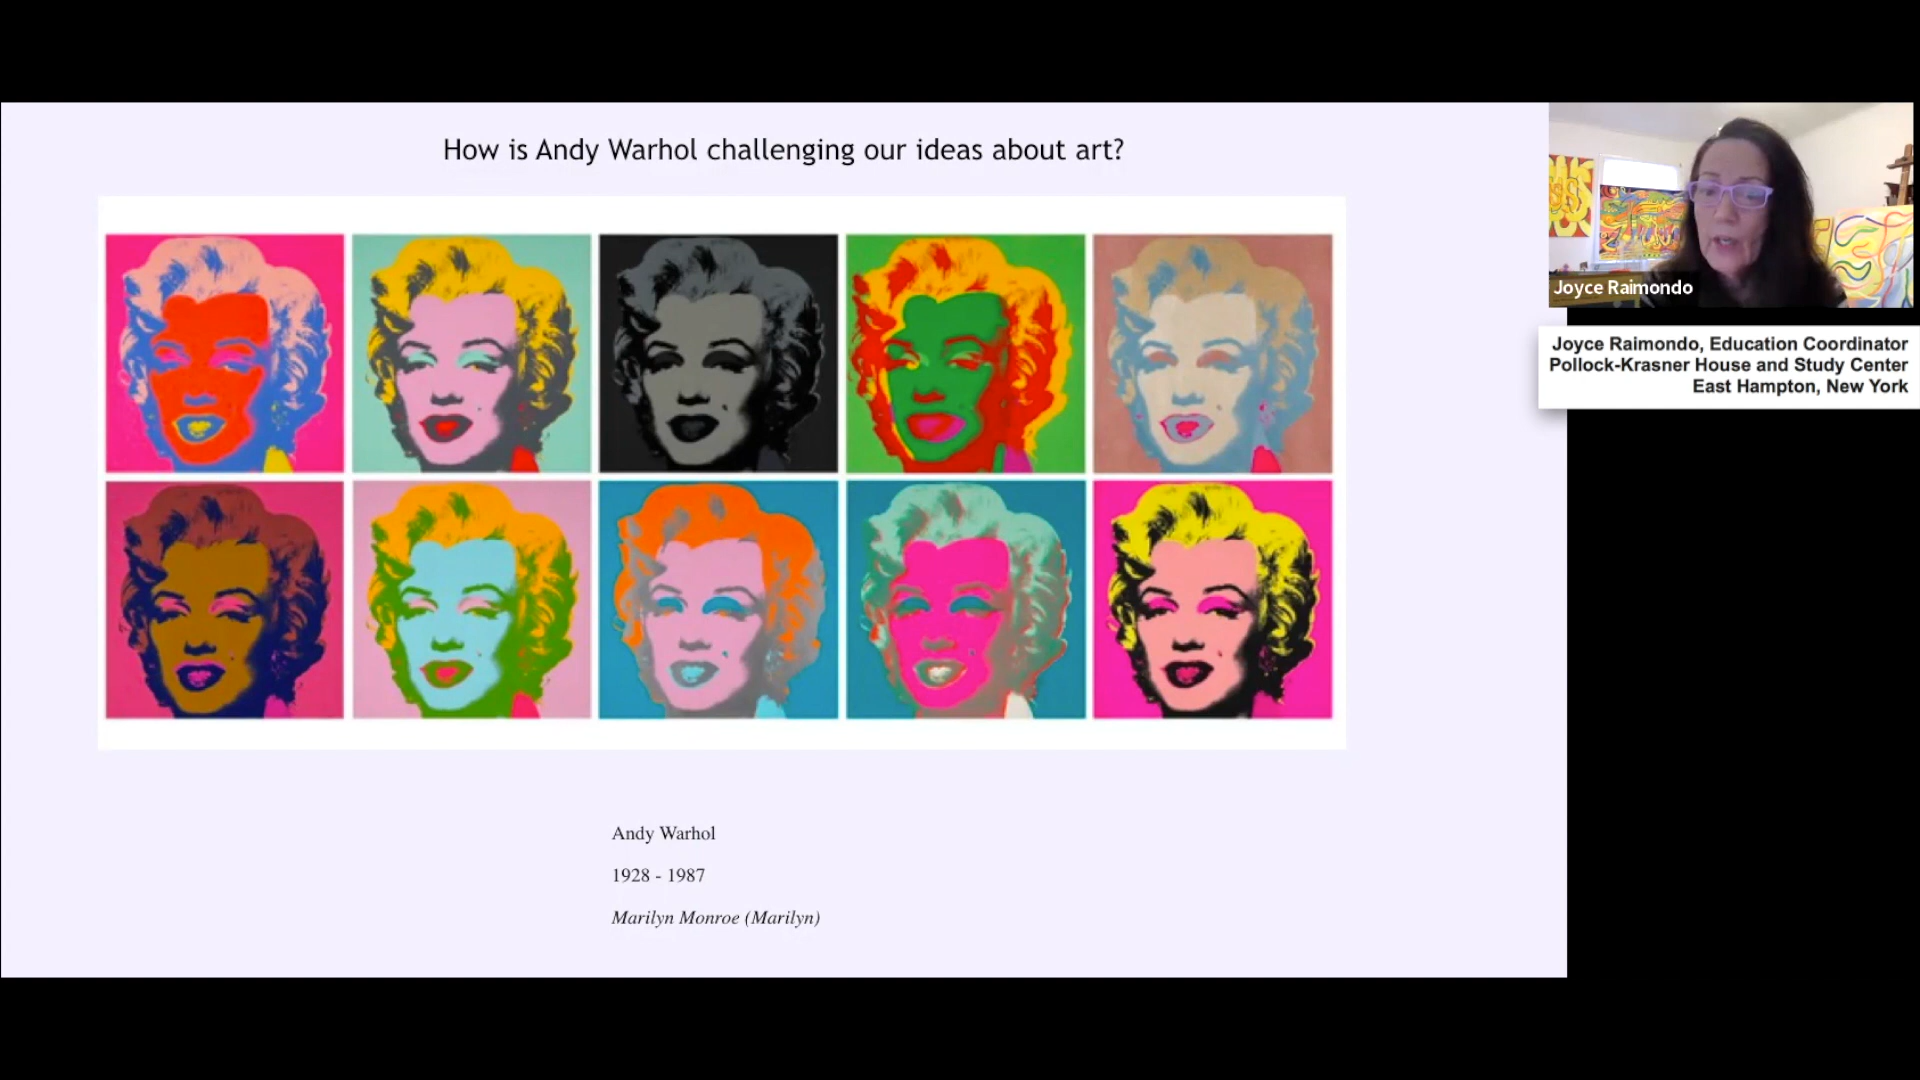 How is Andy Warhol challenging our ideas about art?
Joyce Raimondo
Joyce Raimondo, Education Coordinator
Pollock-Krasner House and Study Center
East Hampton, New York
Andy Warhol
1928 - 1987
Marilyn Monroe (Marilyn)